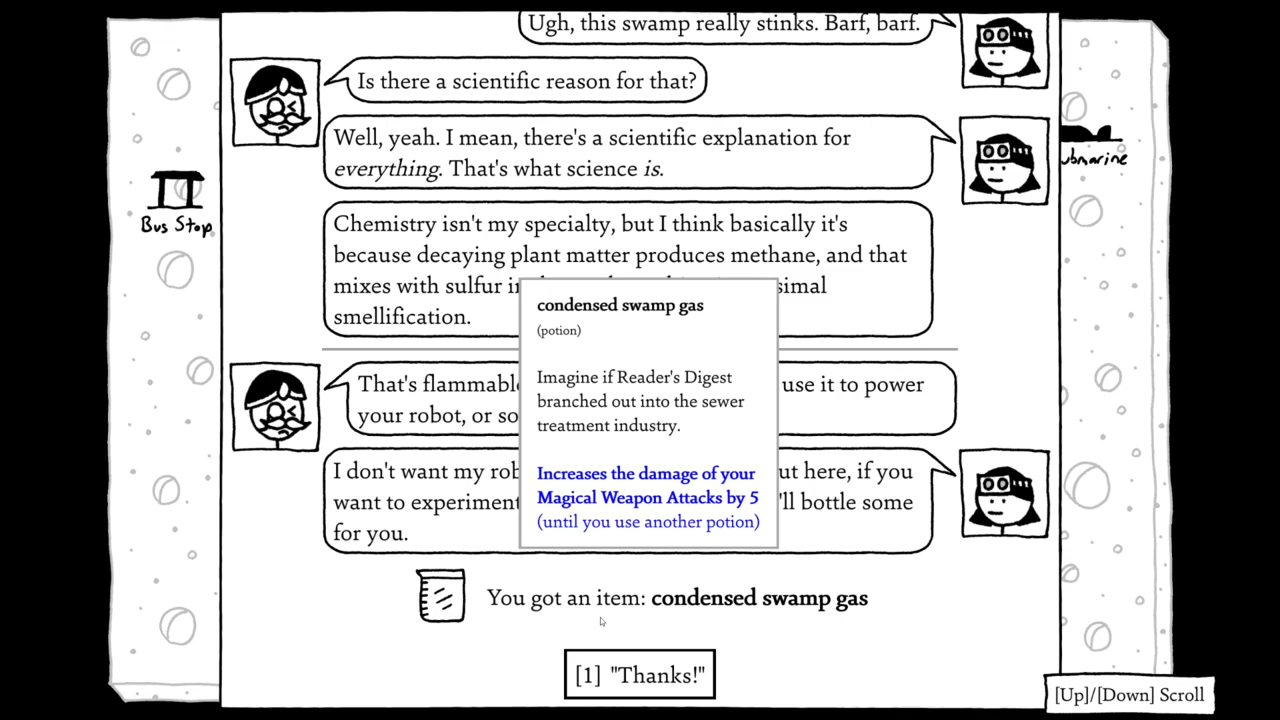 Ugh, this swamp really stinks. Barf, barf.
Is there a scientific reason for that?
Well, yeah. I mean, there's a scientific explanation for
everything. That's what science is.
Chemistry isn't my specialty, but I think basically it's
because decaying plant matter produces methane, and that
mixes with sulfur
smellification.
Bus Stop
ubmarine
condensed swamp gas
(potion)
Imagine if Reader's Digest
branched out into the sewer
treatment industry.
Increases the damage of your
Magical Weapon Attacks by 5
(until you use another potion)
That's flammable use it to power
your robot, or so
I don't want my rob ut here, if you
want to experiment 'll bottle some
for you.
You got an item: condensed swamp gas
[1] "Thanks!"
[Up]/[Down] Scroll